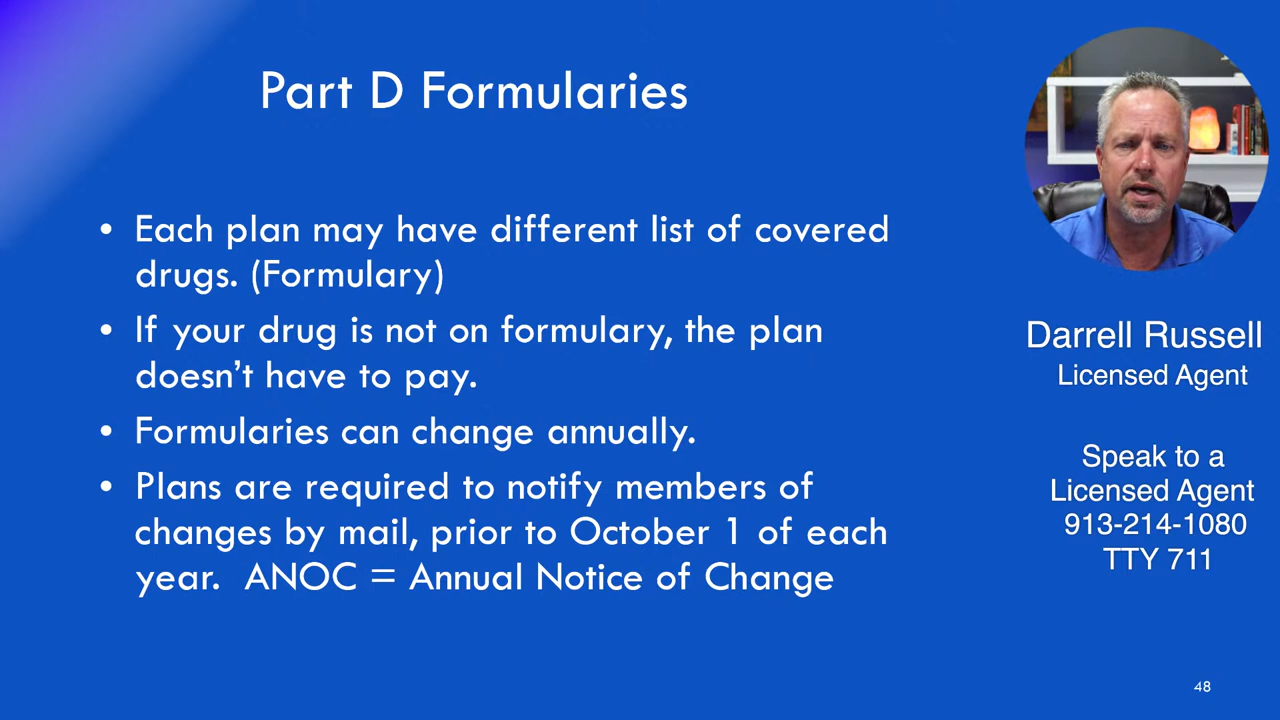 Part D Formularies
• Each plan may have different list of covered
drugs. (Formulary)
• If your drug is not on formulary, the plan
doesn't have to pay.
• Formularies can change annually.
• Plans are required to notify members of
changes by mail, prior to October 1 of each
year.  ANOC = Annual Notice of Change
Darrell Russell
Licensed Agent
Speak to a
Licensed Agent
913-214-1080
TTY 711
48